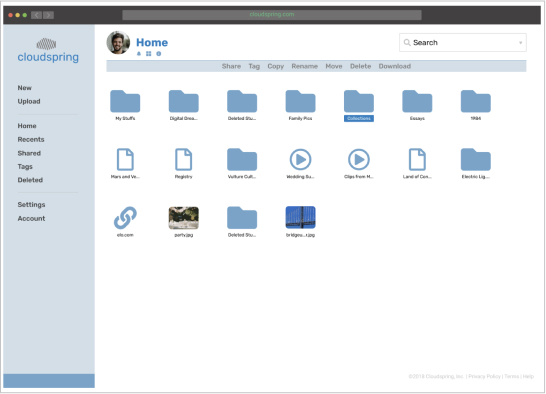 cloudspring.com
cloudspring
Home
Search
Share Tag Copy Rename Move Delete Download
New
Upload
Home
Recents
Shared
Tags
Deleted
Settings
Account
My Stuffs
Digital Drea...
Deleted Stu...
Family Pics
Collections
Essays
1984
Mars and Ve...
Registry
Vulture Cult...
Wedding Su...
Clips from M...
Land of Con...
Electric Lig...
elo.com
party.jpg
Deleted Stu...
bridgeu...r.jpg
©2018 Cloudspring, Inc. | Privacy Policy | Terms | Help